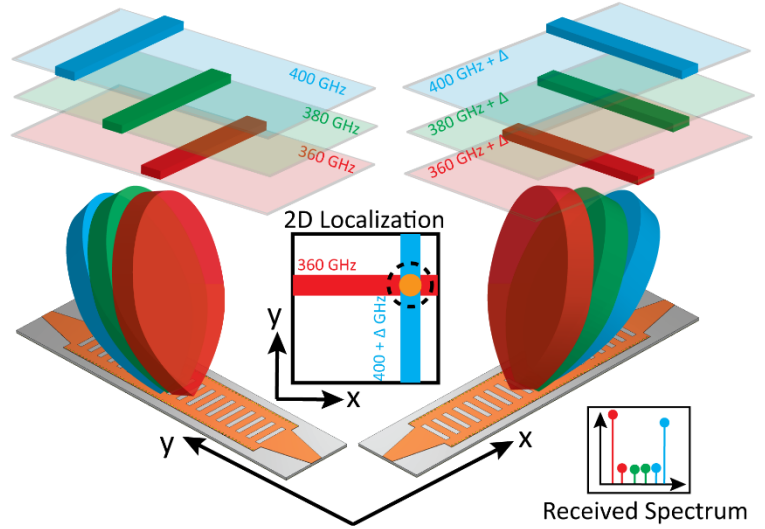 400 GHz
380 GHz
360 GHz
400 GHz + Δ
380 GHz + Δ
360 GHz + Δ
2D Localization
360 GHz
400 + Δ GHz
y
x
y
x
Received Spectrum